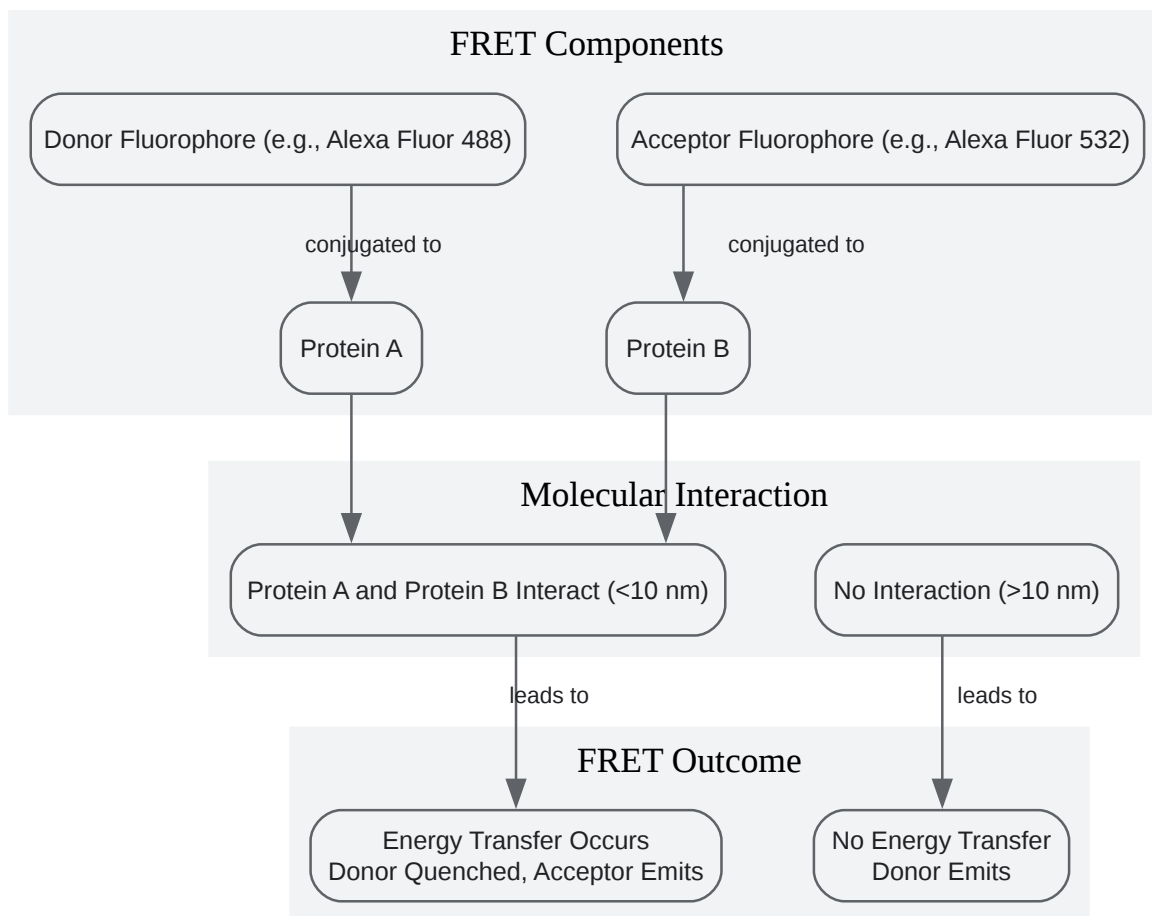 FRET Components
Donor Fluorophore (e.g., Alexa Fluor 488)
Acceptor Fluorophore (e.g., Alexa Fluor 532)
conjugated to
conjugated to
Protein A
Protein B
Molecular Interaction
Protein A and Protein B Interact (<10 nm)
No Interaction (>10 nm)
leads to
leads to
FRET Outcome
Energy Transfer Occurs
Donor Quenched, Acceptor Emits
No Energy Transfer
Donor Emits